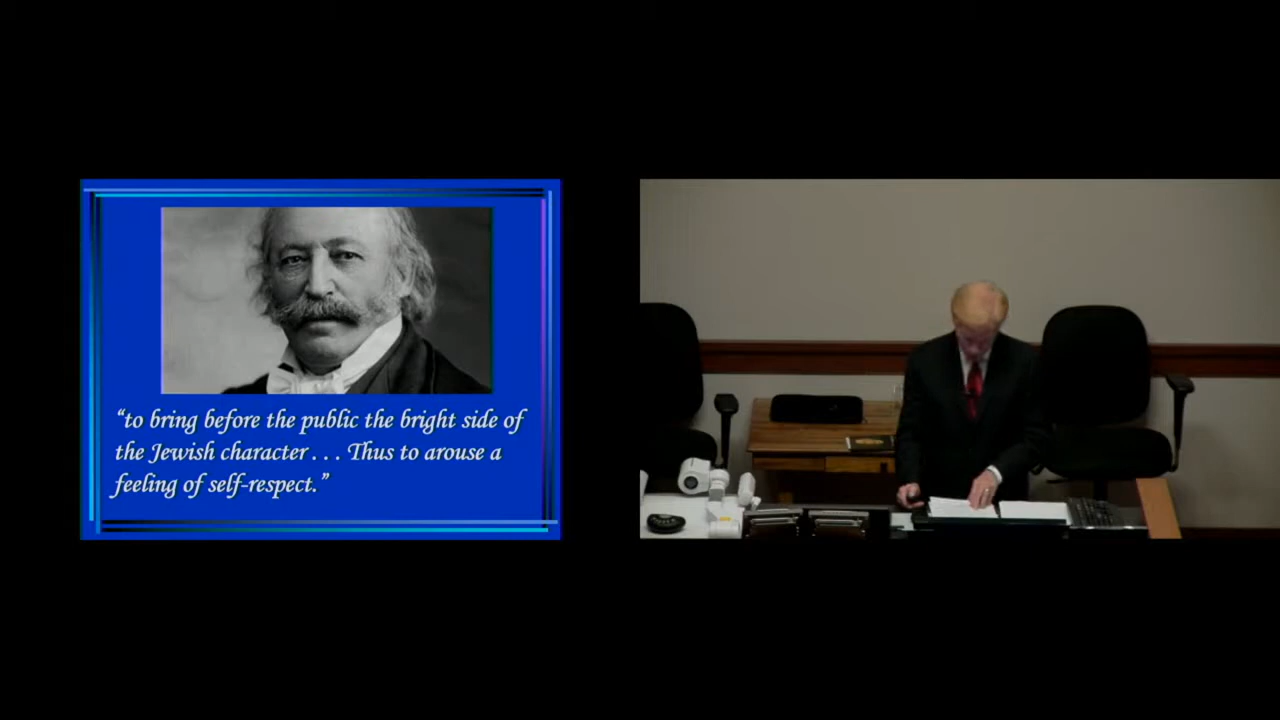 “to bring before the public the bright side of
the Jewish character . . . Thus to arouse a
feeling of self-respect.”